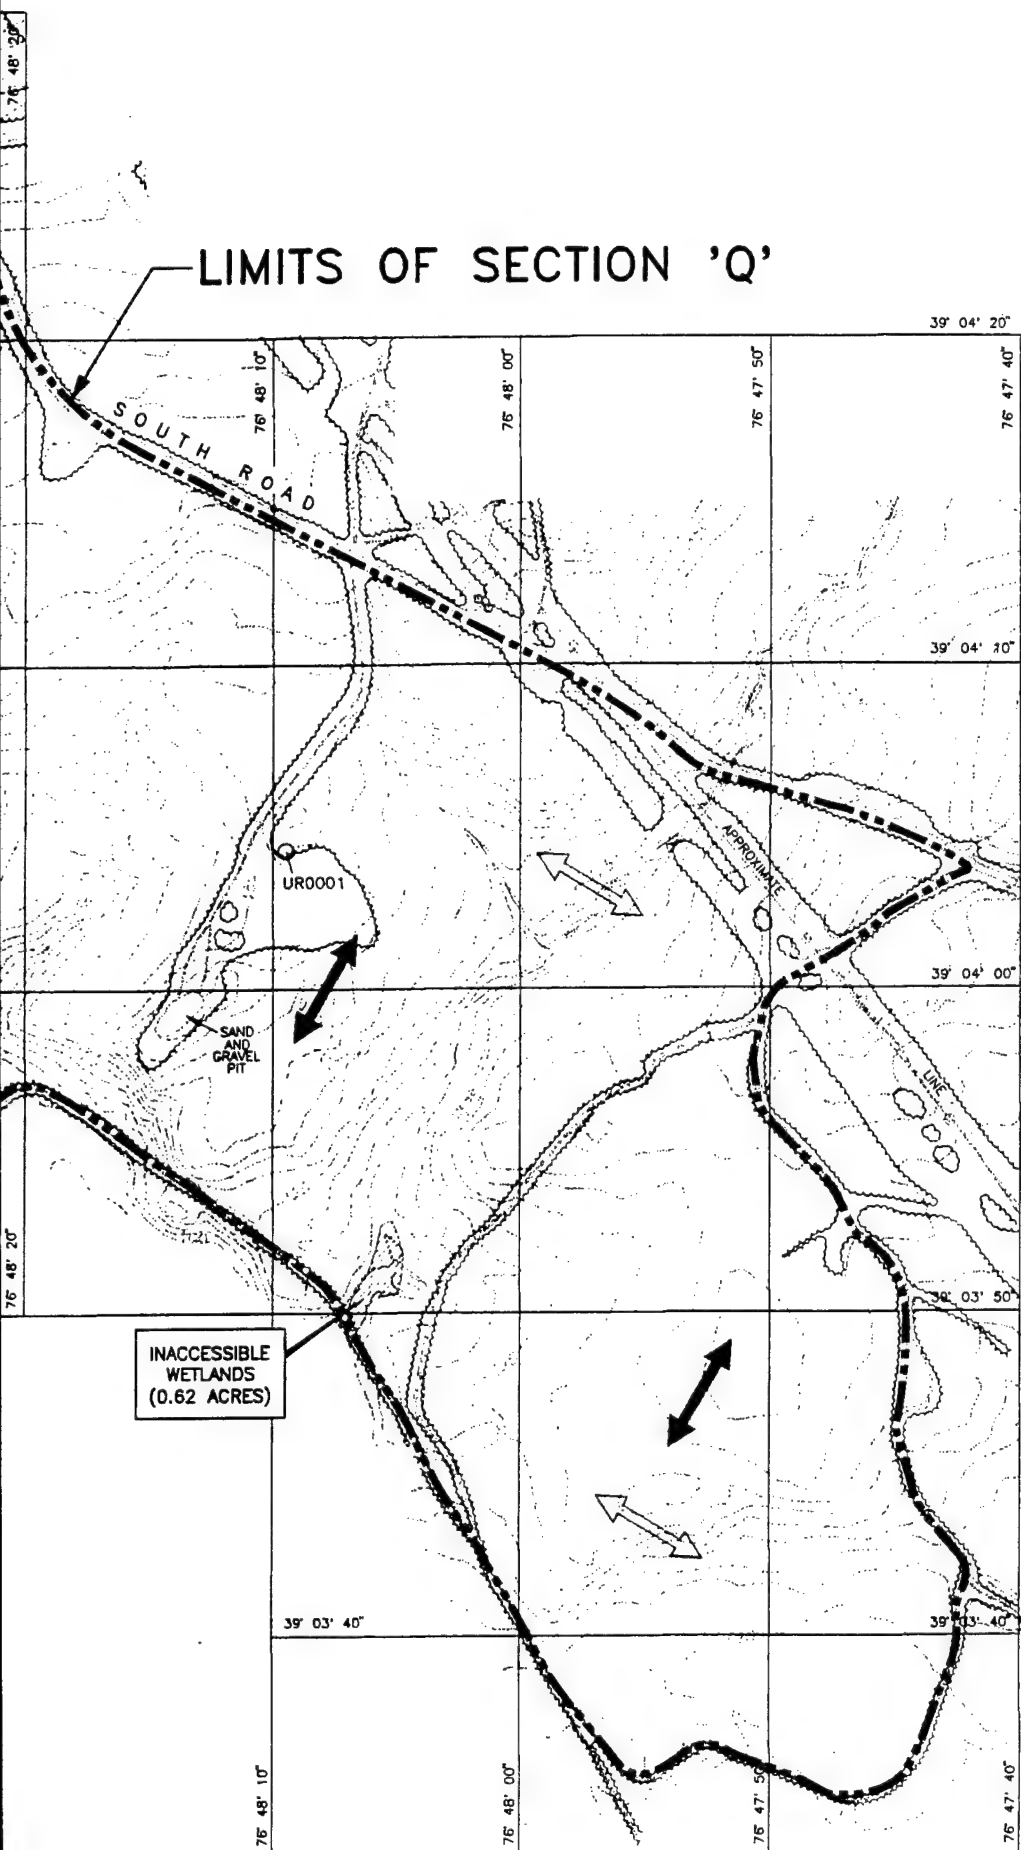 76' 48' 20"
LIMITS OF SECTION 'Q'
39' 04' 20"
76' 48' 10"
76' 48' 00"
76' 47' 50"
76' 47' 40"
SOUTH ROAD
39' 04' 10"
APPROXIMATE
UR0001
39' 04' 00"
SAND
AND
GRAVEL
PIT
LINE
76' 48' 20"
39' 03' 50"
INACCESSIBLE
WETLANDS
(0.62 ACRES)
39' 03' 40"
39' 03' 40"
76' 48' 10"
76' 48' 00"
76' 47' 50"
76' 47' 40"